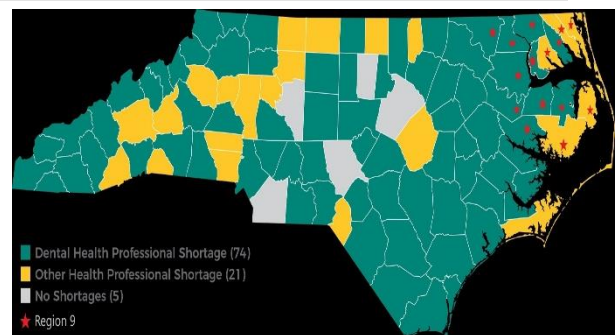 Dental Health Professional Shortage (74)
Other Health Professional Shortage (21)
No Shortages (5)
Region 9